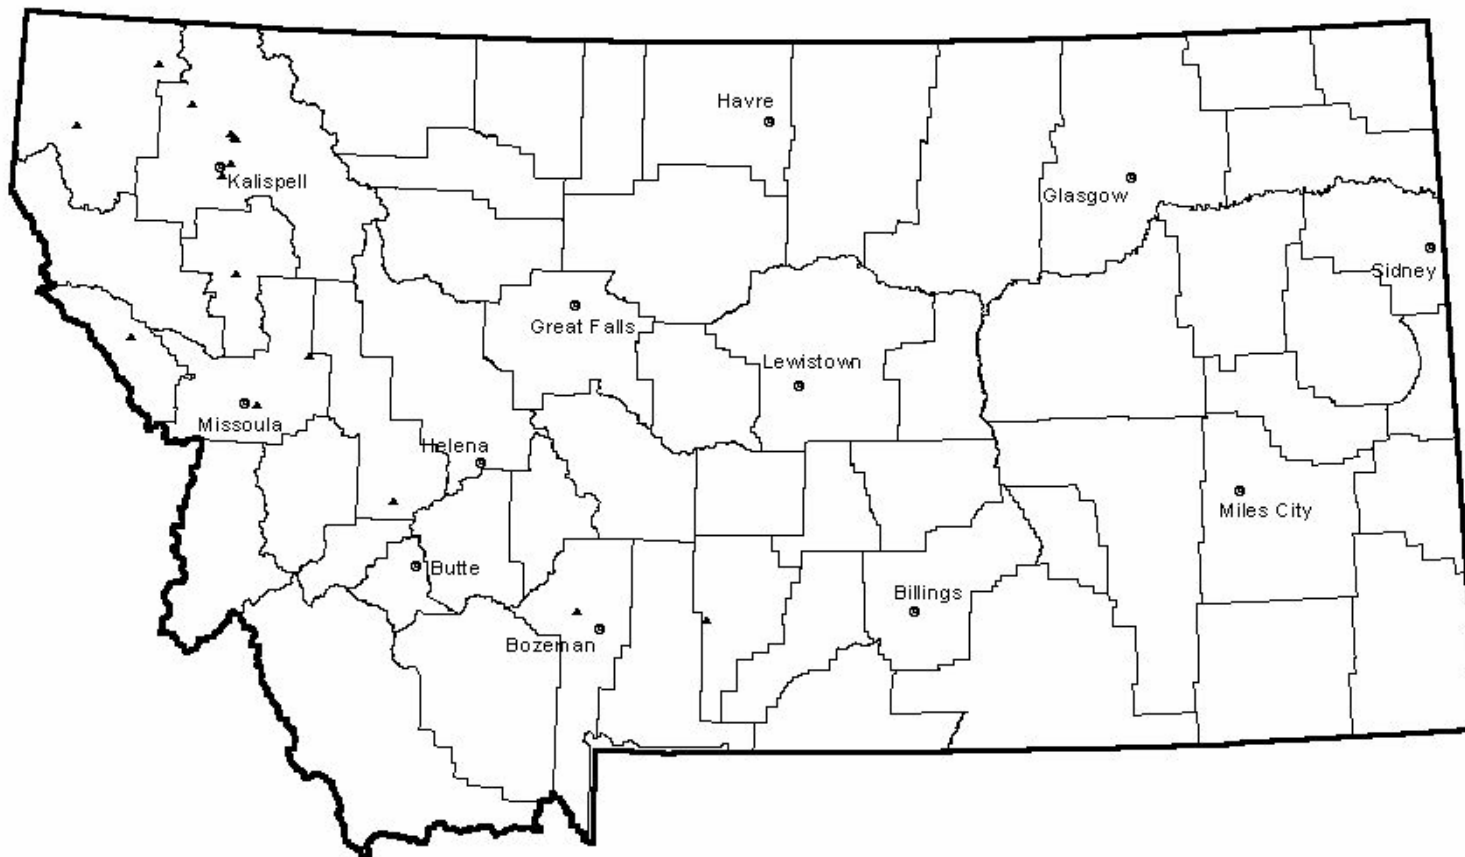 Havre
Kalispell
Glasgow
Sidney
Great Falls
Lewistown
Missoula
Helena
Miles City
Butte
Billings
Bozeman